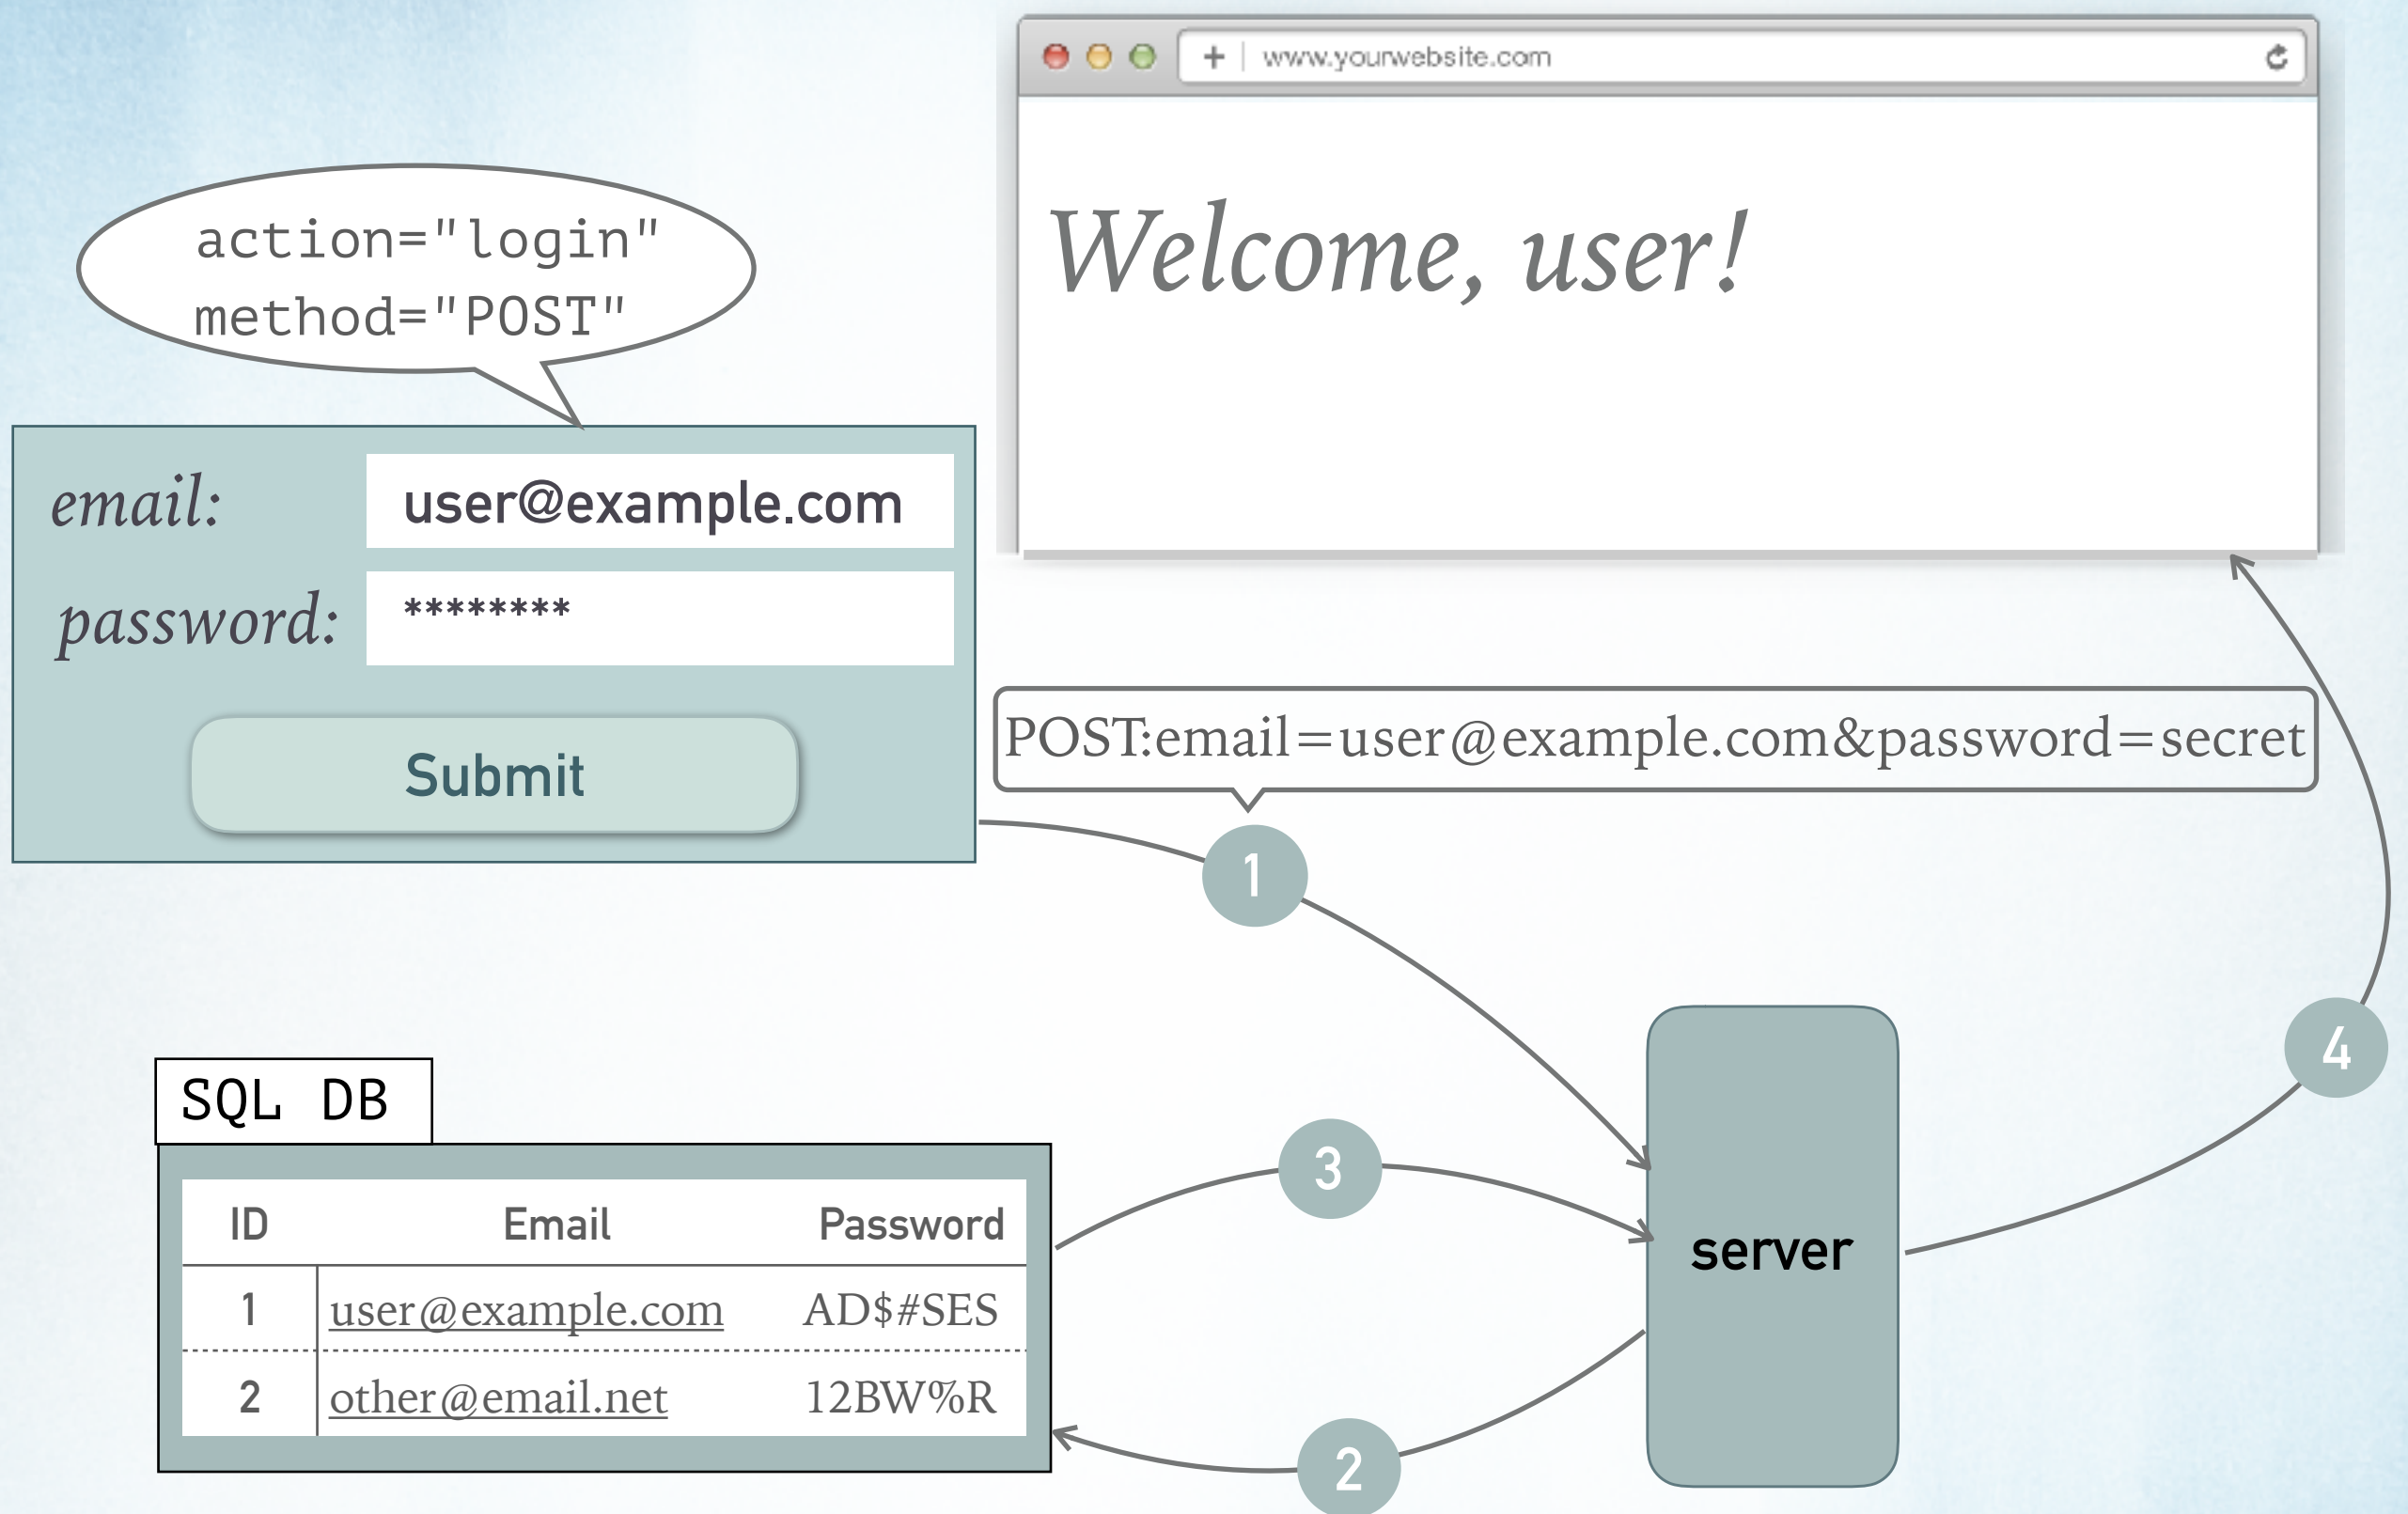 + | www.yourwebsite.com
Welcome, user!
action="login"
method="POST"
email: user@example.com
password: ********
Submit
POST:email=user@example.com&password=secret
1
4
SQL DB
3
ID Email Password
1 user@example.com AD$#SES
2 other@email.net 12BW%R
server
2